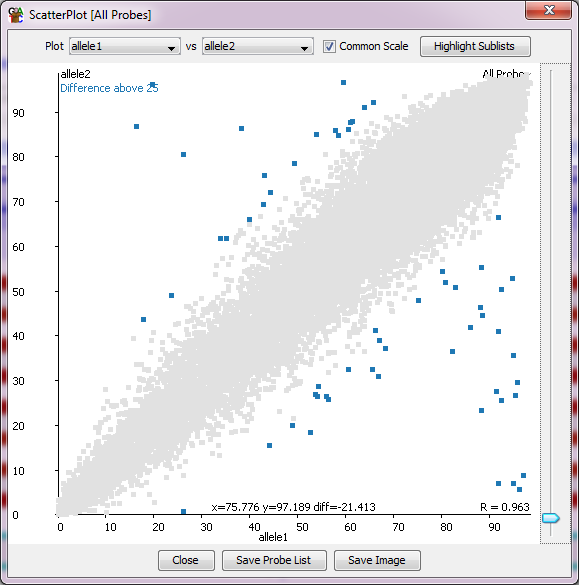 ScatterPlot [All Probes]
Plot allele1 vs allele2 Common Scale Highlight Sublists
allele2 All Probes
Difference above 25
90
80
70
60
50
40
30
20
10
0
x=75.776 y=97.189 diff=-21.413 R = 0.963
0 10 20 30 40 50 60 70 80 90
allele1
Close Save Probe List Save Image